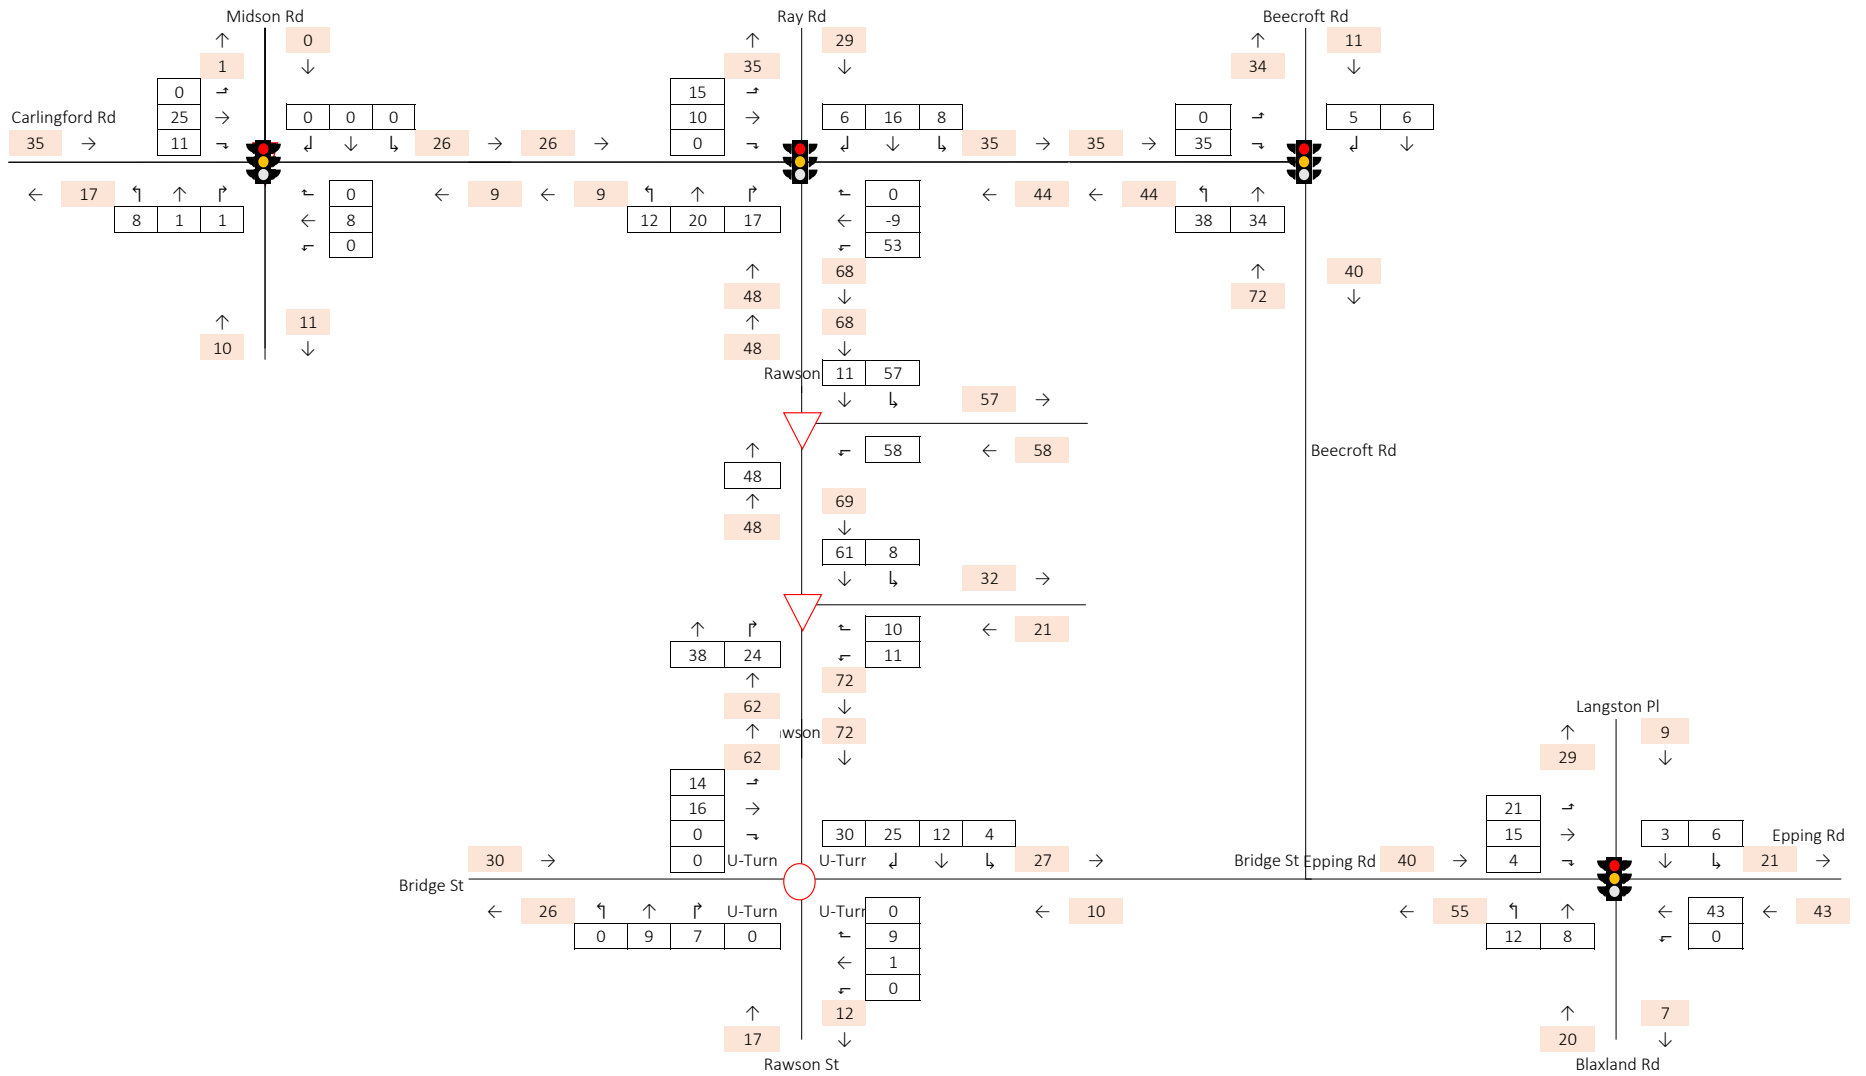 Midson Rd Ray Rd Beecroft Rd
0 29 11
1 35 34
0 15
25 10
Carlingford Rd 0 0 0 6 16 8 0 5 6
35 11 26 26 0 35 35 35
17 9 9 44 44
0 0
8 1 1 8 12 20 17 -9 38 34
0 53
68 40
48 72
11 68
10 48
Rawson 11 57
57
58 58
Beecroft Rd
48
69
48
61 8
32
10 21
38 24 11
72
62
Langston Pl
wson 72 9
62 29
14
16 21
0 30 25 12 4 15 3 6 Epping Rd
30 0 U-Turn U-Turn 27 Bridge St Epping Rd 40 4 21
Bridge St
26 U-Turn U-Turn 0 10 55 43 43
0 9 7 0 9 12 8 0
1
0
12 7
17 20
Rawson St Blaxland Rd